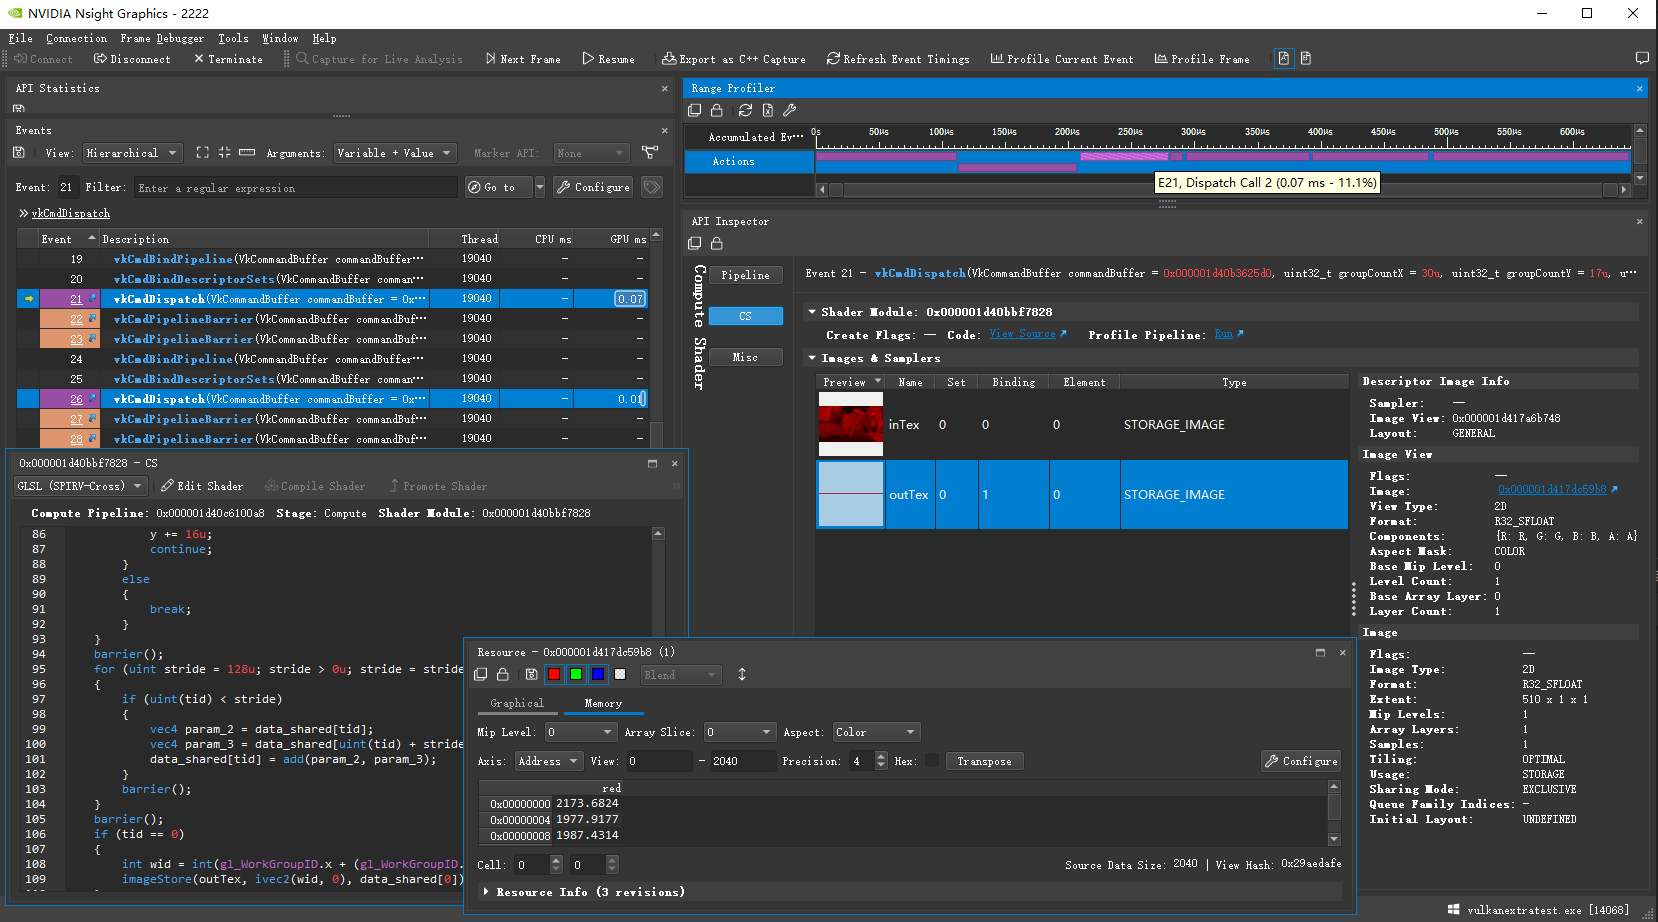 NVIDIA Nsight Graphics - 2222
File Connection Frame Debugger Tools Window Help
Connect Disconnect Terminate Capture for Live Analysis Next Frame Resume Export as C++ Capture Refresh Event Timings Profile Current Event Profile Frame
API Statistics
Events
View: Hierarchical Arguments: Variable + Value Marker API: None
Event: 21 Filter: Enter a regular expression Go to Configure
vkCmdDispatch
Event Description Thread CPU ms GPU ms
19 vkCmdBindPipeline(VkCommandBuffer commandBuffer··· 19040 — —
20 vkCmdBindDescriptorSets(VkCommandBuffer comman··· 19040 — —
21 vkCmdDispatch(VkCommandBuffer commandBuffer = 0x··· 19040 — 0.07
22 vkCmdPipelineBarrier(VkCommandBuffer commandBuf··· 19040 — —
23 vkCmdPipelineBarrier(VkCommandBuffer commandBuf··· 19040 — —
24 vkCmdBindPipeline(VkCommandBuffer commandBuffer··· 19040 — —
25 vkCmdBindDescriptorSets(VkCommandBuffer comman··· 19040 — —
26 vkCmdDispatch(VkCommandBuffer commandBuffer = 0x··· 19040 — 0.01
27 vkCmdPipelineBarrier(VkCommandBuffer commandBuf··· 19040 — —
28 vkCmdPipelineBarrier(VkCommandBuffer commandBuf··· 19040 — —
0x000001d40bbf7828 - CS
GLSL (SPIRV-Cross) Edit Shader Compile Shader Promote Shader
Compute Pipeline: 0x000001d40c6100a8 Stage: Compute Shader Module: 0x000001d40bbf7828
86 y += 16u;
87 continue;
88 }
89 else
90 {
91 break;
92 }
93 }
94 barrier();
95 for (uint stride = 128u; stride > 0u; stride = stride
96 {
97 if (uint(tid) < stride)
98 {
99 vec4 param_2 = data_shared[tid];
100 vec4 param_3 = data_shared[uint(tid) + stride
101 data_shared[tid] = add(param_2, param_3);
102 }
103 barrier();
104 }
105 barrier();
106 if (tid == 0)
107 {
108 int wid = int(gl_WorkGroupID.x + (gl_WorkGroupID.
109 imageStore(outTex, ivec2(wid, 0), data_shared[0])
Range Profiler
Accumulated Ev··· 0s 50µs 100µs 150µs 200µs 250µs 300µs 350µs 400µs 450µs 500µs 550µs 600µs
Actions
E21, Dispatch Call 2 (0.07 ms - 11.1%)
API Inspector
Compute Shader
Pipeline
CS
Misc
Event 21 - vkCmdDispatch(VkCommandBuffer commandBuffer = 0x000001d40b3625d0, uint32_t groupCountX = 30u, uint32_t groupCountY = 17u, u···
Shader Module: 0x000001d40bbf7828
Create Flags: — Code: View Source Profile Pipeline: Run
Images & Samplers
Preview Name Set Binding Element Type
inTex 0 0 0 STORAGE_IMAGE
outTex 0 1 0 STORAGE_IMAGE
Descriptor Image Info
Sampler: —
Image View: 0x000001d417a6b748
Layout: GENERAL
Image View
Flags: —
Image: 0x000001d417dc59b8
View Type: 2D
Format: R32_SFLOAT
Components: {R: R, G: G, B: B, A: A}
Aspect Mask: COLOR
Base Mip Level: 0
Level Count: 1
Base Array Layer: 0
Layer Count: 1
Image
Flags: —
Image Type: 2D
Format: R32_SFLOAT
Extent: 510 x 1 x 1
Mip Levels: 1
Array Layers: 1
Samples: 1
Tiling: OPTIMAL
Usage: STORAGE
Sharing Mode: EXCLUSIVE
Queue Family Indices: —
Initial Layout: UNDEFINED
Resource - 0x000001d417dc59b8 (1)
Blend
Graphical Memory
Mip Level: 0 Array Slice: 0 Aspect: Color
Axis: Address View: 0 - 2040 Precision: 4 Hex: Transpose Configure
red
0x00000000 2173.6824
0x00000004 1977.9177
0x00000008 1987.4314
Cell: 0 0 Source Data Size: 2040 | View Hash: 0x29aedafe
Resource Info (3 revisions)
vulkanextratest.exe [14068]